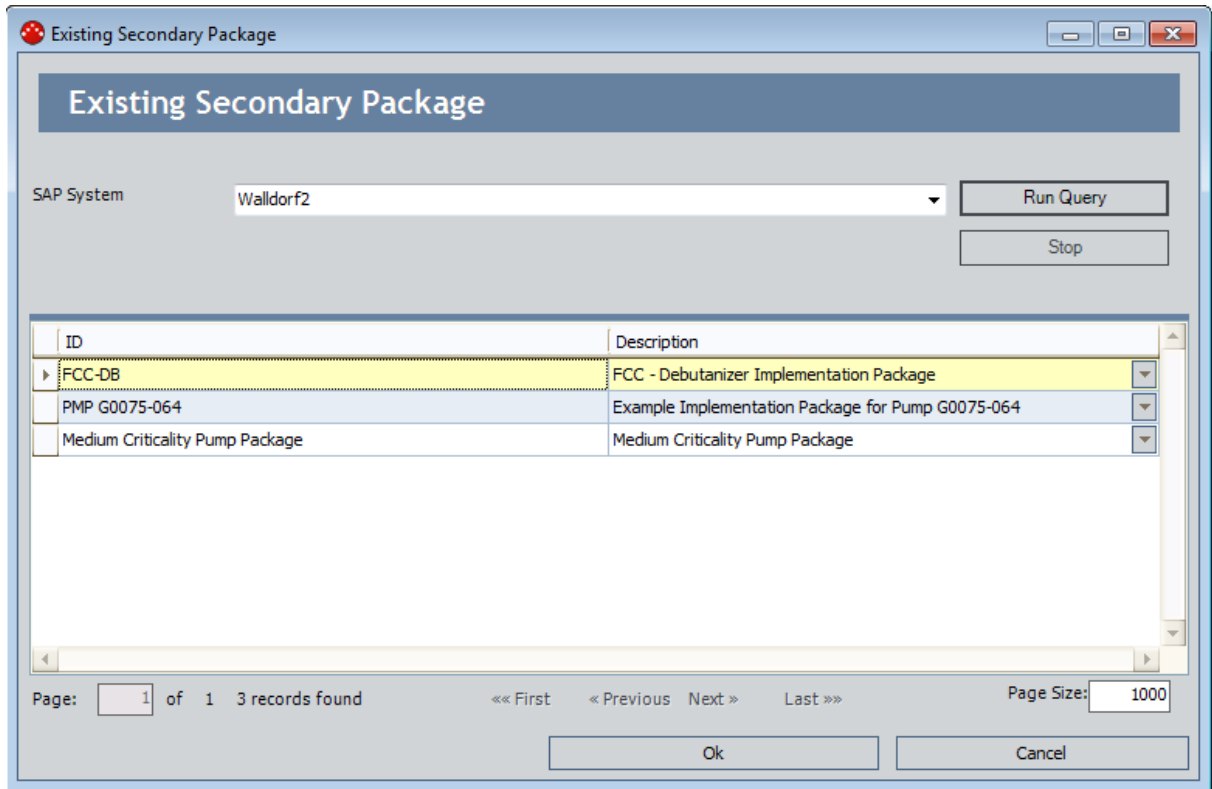 Existing Secondary Package
Existing Secondary Package
SAP System Walldorf2 Run Query
Stop
ID Description
FCC-DB FCC - Debutanizer Implementation Package
PMP G0075-064 Example Implementation Package for Pump G0075-064
Medium Criticality Pump Package Medium Criticality Pump Package
Page: 1 of 1 3 records found «« First « Previous Next » Last »» Page Size: 1000
Ok Cancel